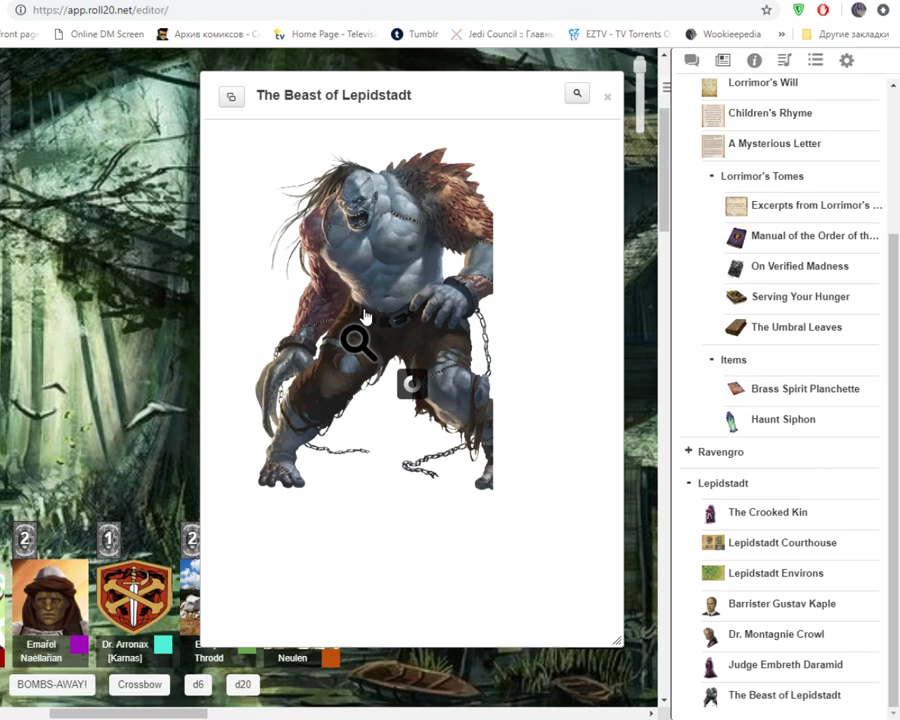 https://app.roll20.net/editor/
ront page
Online DM Screen
Архив комиксов - С
Home Page - Televis
Tumblr
Jedi Council :: Главн
EZTV - TV Torrents O
Wookieepedia
»
Другие закладки
The Beast of Lepidstadt
×
Lorrimor's Will
Children's Rhyme
A Mysterious Letter
Lorrimor's Tomes
Excerpts from Lorrimor's ...
Manual of the Order of th...
On Verified Madness
Serving Your Hunger
The Umbral Leaves
Items
Brass Spirit Planchette
Haunt Siphon
Ravengro
Lepidstadt
The Crooked Kin
Lepidstadt Courthouse
Lepidstadt Environs
Barrister Gustav Kaple
Dr. Montagnie Crowl
Judge Embreth Daramid
The Beast of Lepidstadt
2
1
2
Emařel
Naëllařian
Dr. Arronax
[Karnas]
Throdd
Neulen
BOMBS-AWAY!
Crossbow
d6
d20